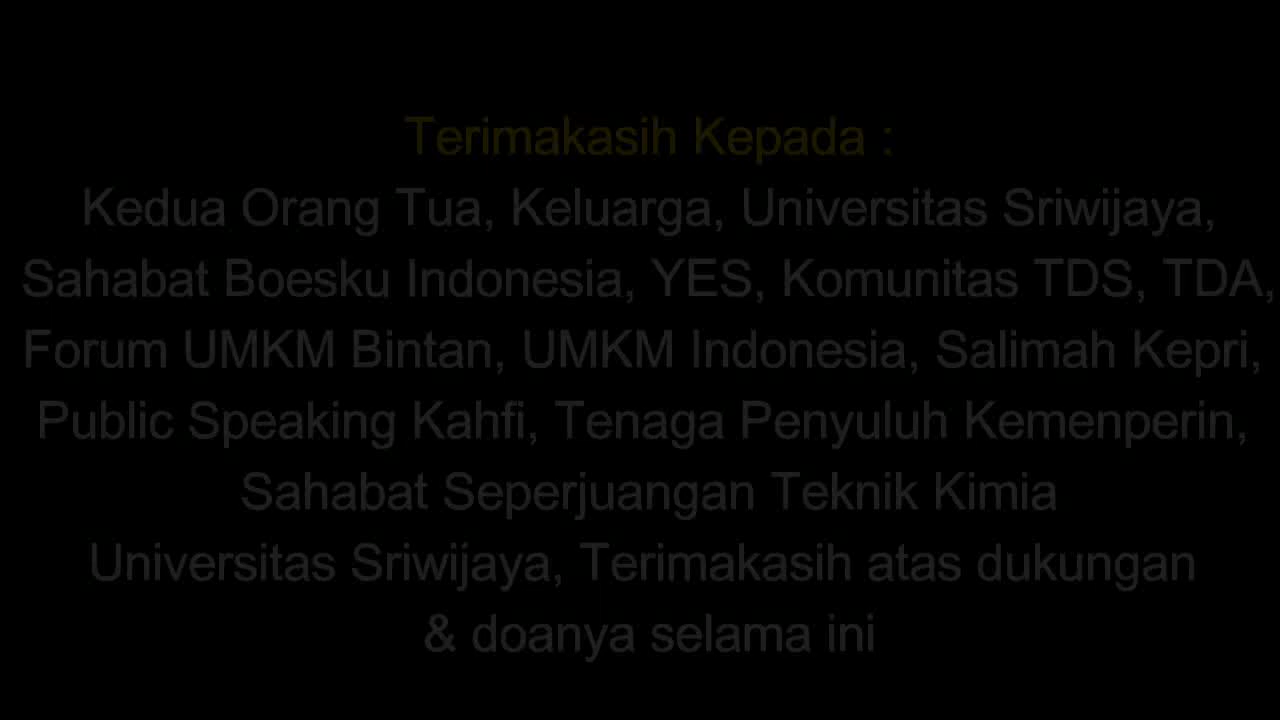 Terimakasih Kepada :
Kedua Orang Tua, Keluarga, Universitas Sriwijaya,
Sahabat Boesku Indonesia, YES, Komunitas TDS, TDA,
Forum UMKM Bintan, UMKM Indonesia, Salimah Kepri,
Public Speaking Kahfi, Tenaga Penyuluh Kemenperin,
Sahabat Seperjuangan Teknik Kimia
Universitas Sriwijaya, Terimakasih atas dukungan
& doanya selama ini